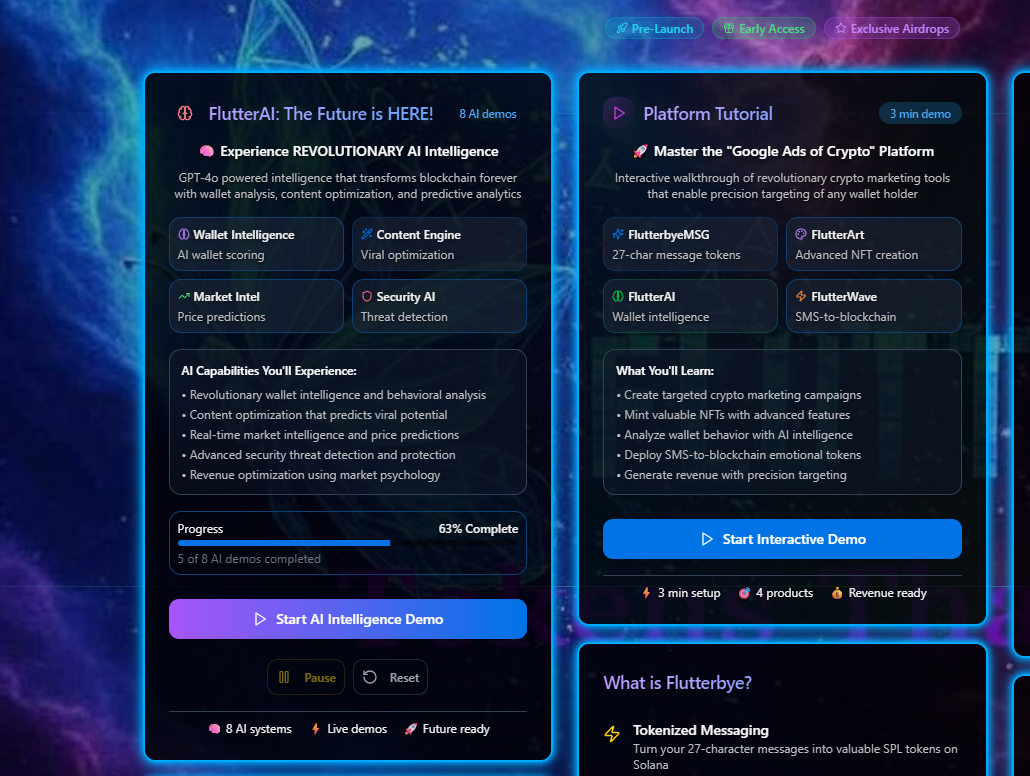 Pre-Launch
Early Access
Exclusive Airdrops
FlutterAI: The Future is HERE!
8 AI demos
🧠 Experience REVOLUTIONARY AI Intelligence
GPT-4o powered intelligence that transforms blockchain forever
with wallet analysis, content optimization, and predictive analytics
Wallet Intelligence
AI wallet scoring
Content Engine
Viral optimization
Market Intel
Price predictions
Security AI
Threat detection
AI Capabilities You'll Experience:
• Revolutionary wallet intelligence and behavioral analysis
• Content optimization that predicts viral potential
• Real-time market intelligence and price predictions
• Advanced security threat detection and protection
• Revenue optimization using market psychology
Progress
63% Complete
5 of 8 AI demos completed
Start AI Intelligence Demo
Pause
Reset
🧠 8 AI systems
⚡ Live demos
🚀 Future ready
Platform Tutorial
3 min demo
🚀 Master the "Google Ads of Crypto" Platform
Interactive walkthrough of revolutionary crypto marketing tools
that enable precision targeting of any wallet holder
FlutterbyeMSG
27-char message tokens
FlutterArt
Advanced NFT creation
FlutterAI
Wallet intelligence
FlutterWave
SMS-to-blockchain
What You'll Learn:
• Create targeted crypto marketing campaigns
• Mint valuable NFTs with advanced features
• Analyze wallet behavior with AI intelligence
• Deploy SMS-to-blockchain emotional tokens
• Generate revenue with precision targeting
Start Interactive Demo
⚡ 3 min setup
🎯 4 products
💰 Revenue ready
What is Flutterbye?
Tokenized Messaging
Turn your 27-character messages into valuable SPL tokens on
Solana